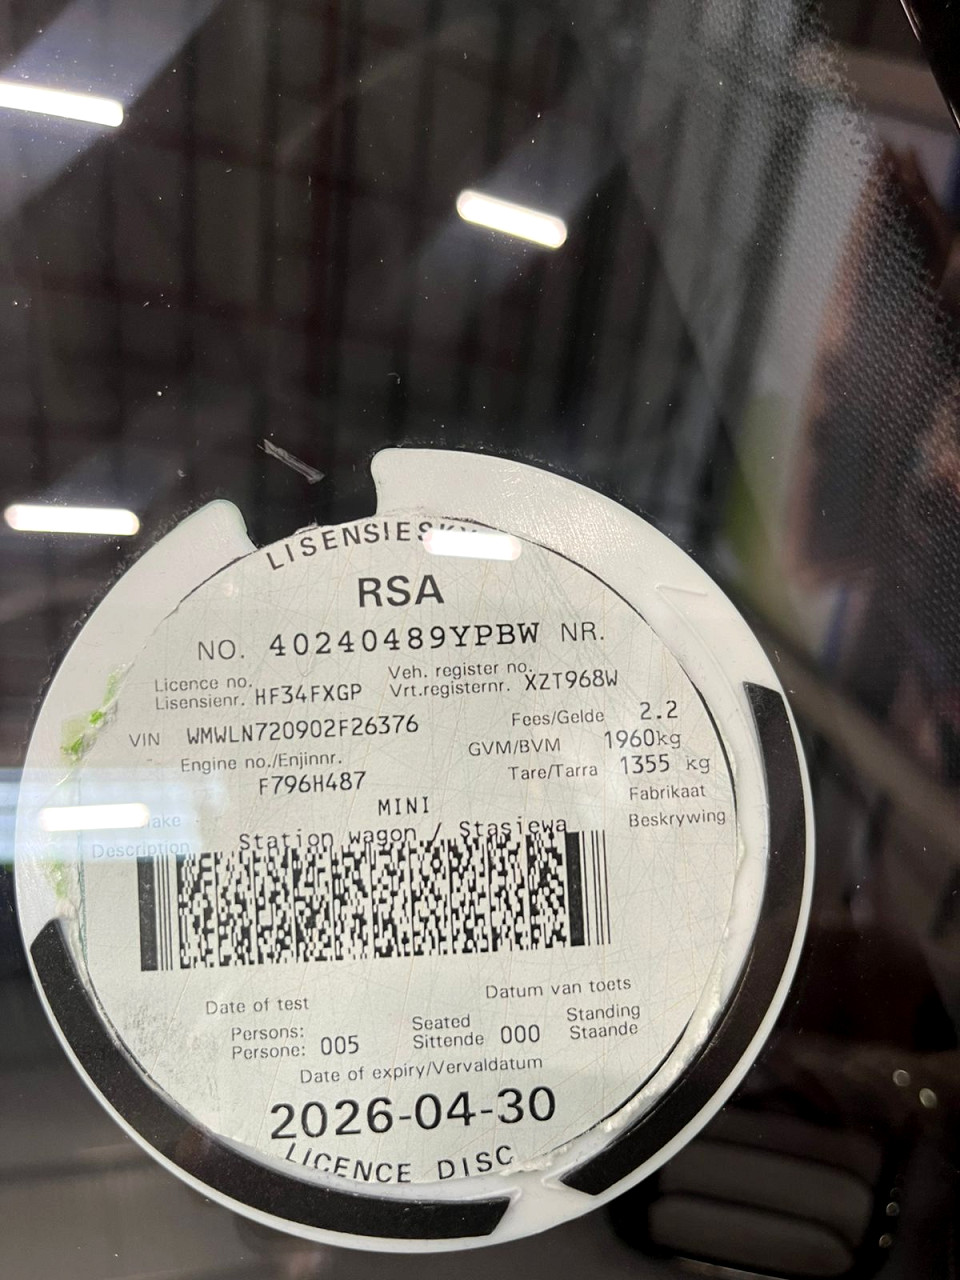 LISENSIESKYF
RSA
NO. 40240489YPBW NR.
Licence no. Veh. register no.
Lisensienr. HF34FXGP Vrt.registernr. XZT968W
VIN WMWLN720902F26376 Fees/Gelde 2.2
Engine no./Enjinnr. GVM/BVM 1960kg
F796H487 Tare/Tarra 1355 kg
Make MINI Fabrikaat
Description Station wagon / Stasiewa Beskrywing
Date of test Datum van toets
Persons: Seated Standing
Persone: 005 Sittende 000 Staande
Date of expiry/Vervaldatum
2026-04-30
LICENCE DISC